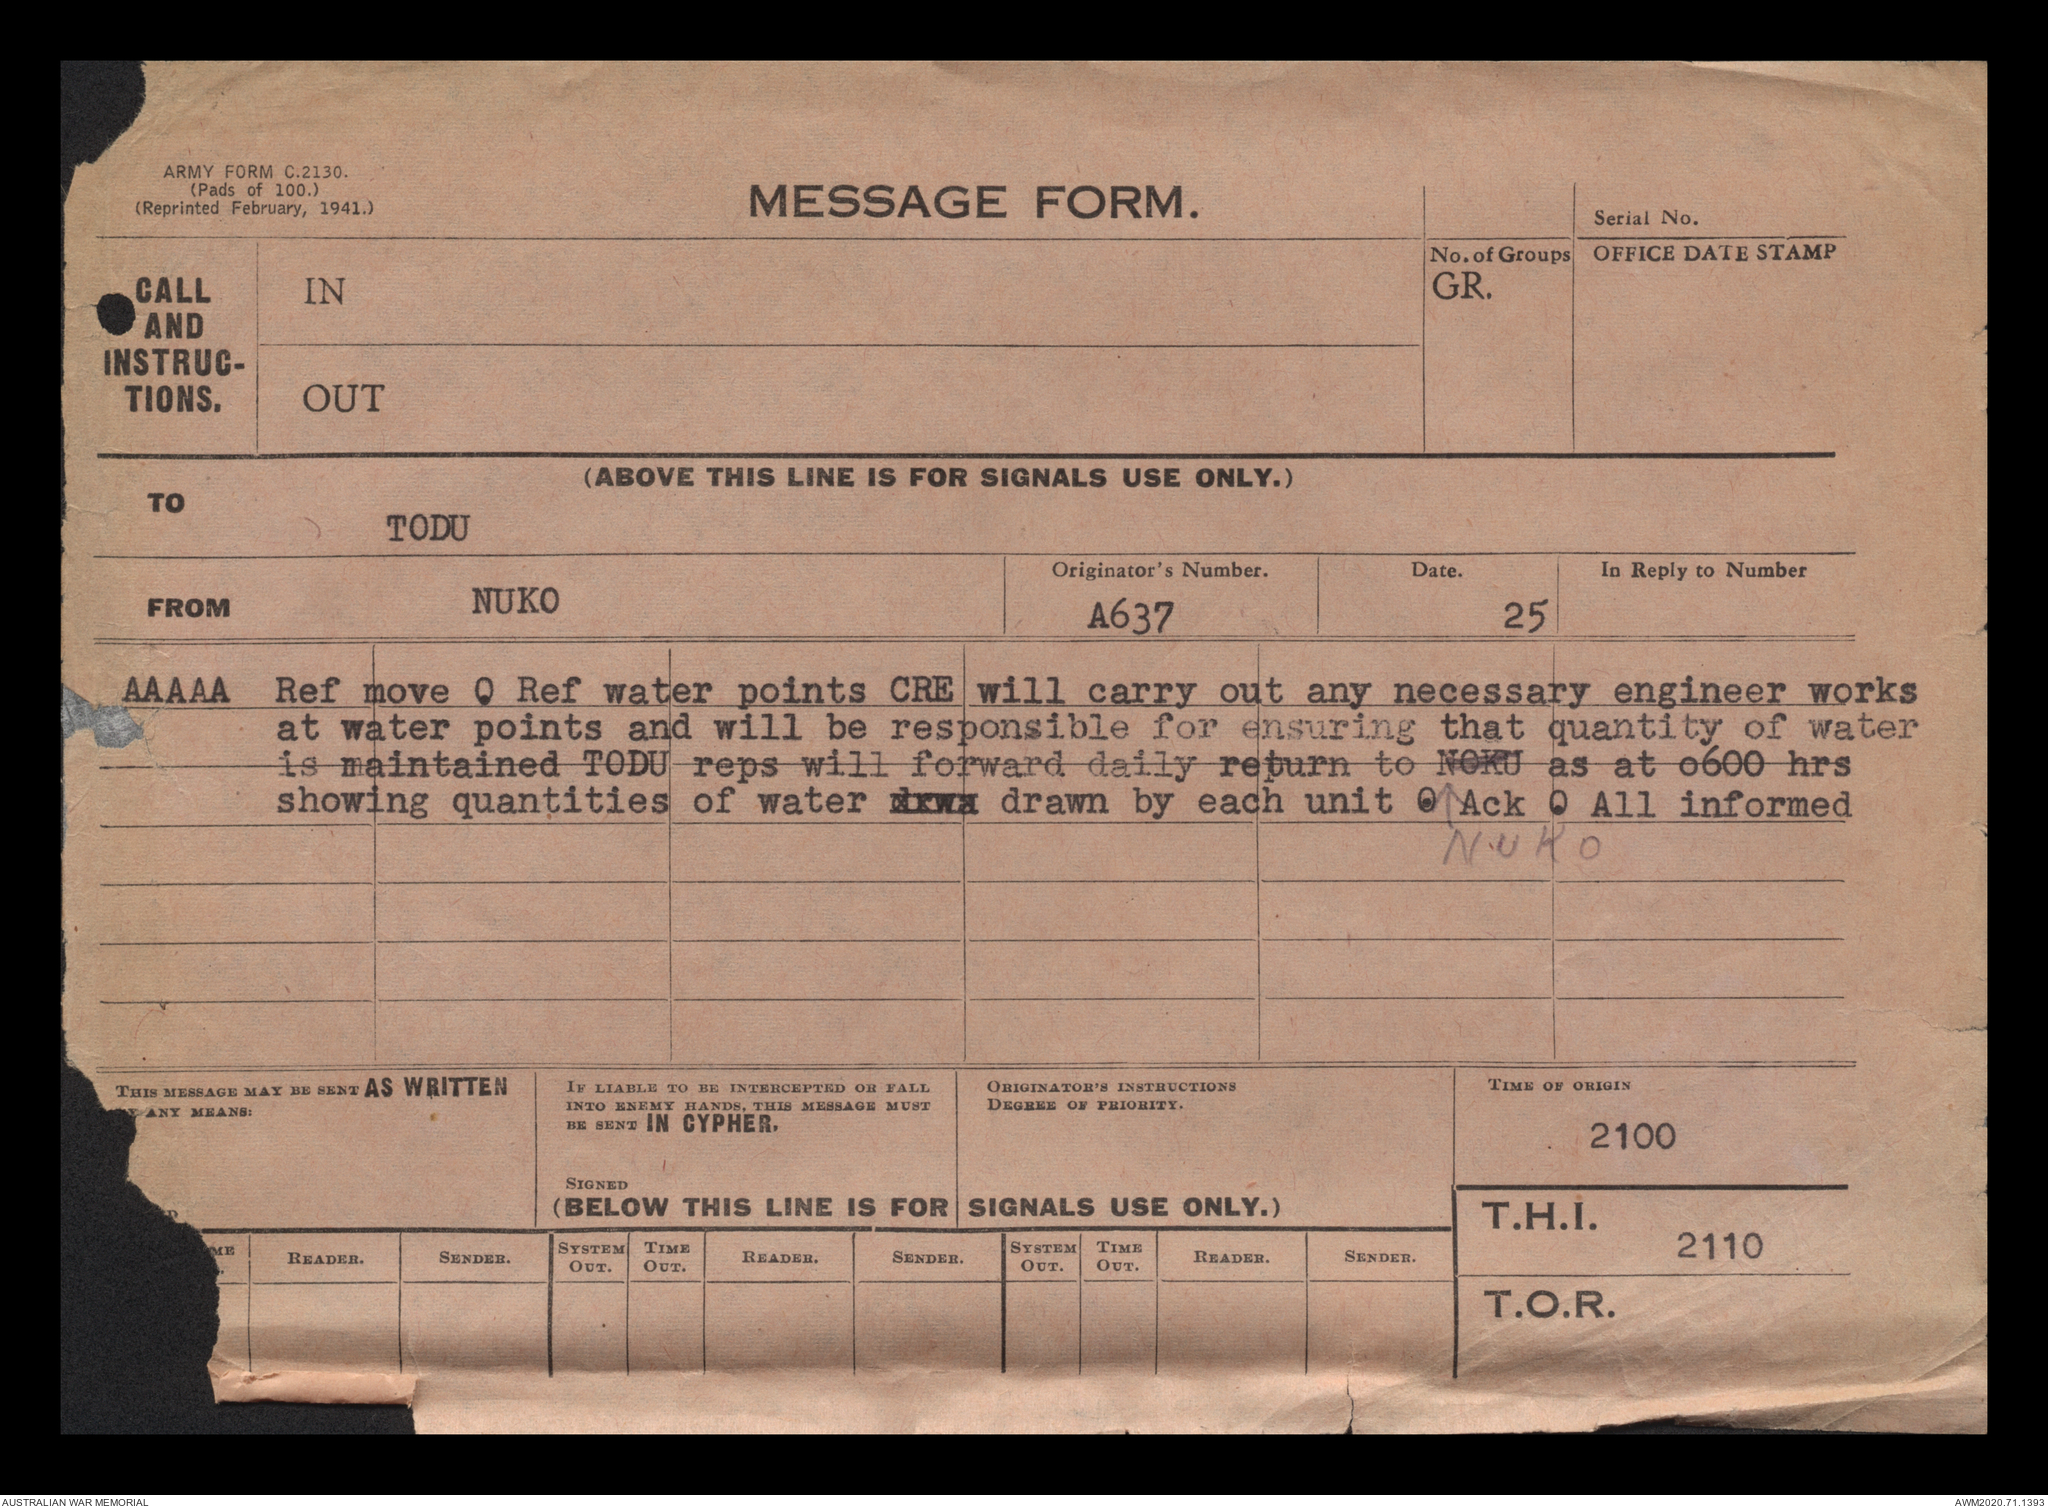 ARMY FORM C.2130.
(Pads of 100.)
(Reprinted February, 1941.)
MESSAGE FORM.
Serial No.
CALL
AND
INSTRUC-
TIONS.
IN
OUT
No. of Groups
GR.
OFFICE DATE STAMP
(ABOVE THIS LINE IS FOR SIGNALS USE ONLY.)
TO
TODU
FROM
NUKO
Originator's Number.
A637
Date.
25
In Reply to Number
AAAAA Ref move O Ref water points CRE will carry out any necessary engineer works
at water points and will be responsible for ensuring that quantity of water
is maintained TODU reps will forward daily return to NOKU as at o600 hrs
showing quantities of water drwa drawn by each unit O Ack O All informed
NUKO
THIS MESSAGE MAY BE SENT AS WRITTEN
ANY MEANS:
IF LIABLE TO BE INTERCEPTED OR FALL
INTO ENEMY HANDS, THIS MESSAGE MUST
BE SENT IN CYPHER.
SIGNED
ORIGINATOR'S INSTRUCTIONS
DEGREE OF PRIORITY.
TIME OF ORIGIN
2100
(BELOW THIS LINE IS FOR SIGNALS USE ONLY.)
T.H.I.
2110
T.O.R.
READER. SENDER. SYSTEM OUT. TIME OUT. READER. SENDER. SYSTEM OUT. TIME OUT. READER. SENDER.
AUSTRALIAN WAR MEMORIAL
AWM2020.71.1393